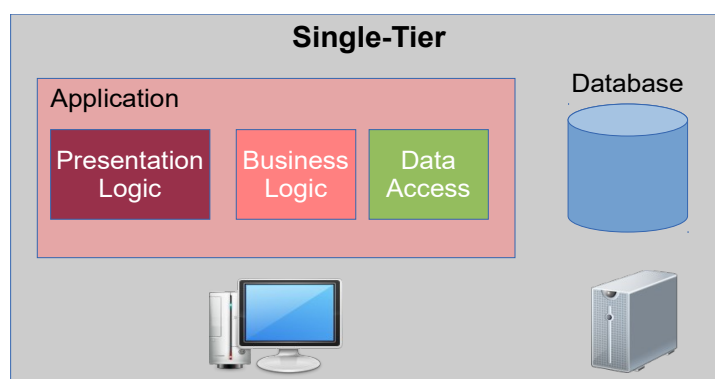 Single-Tier
Application
Database
Presentation
Logic
Business
Logic
Data
Access